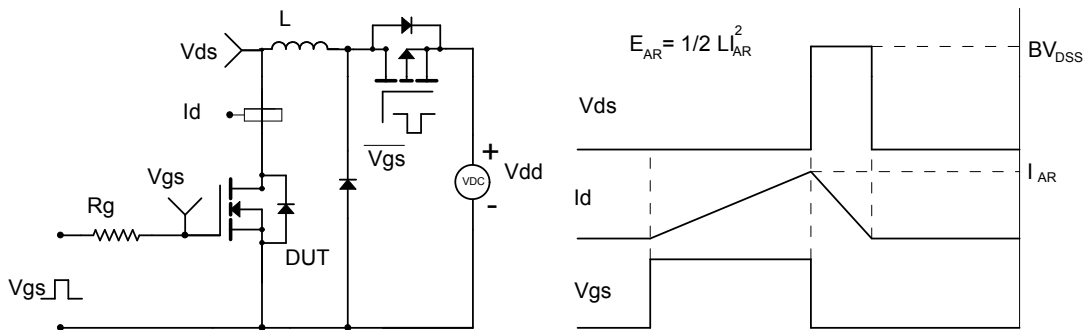 L
Vds
Id
Vgs
Rg
DUT
Vgs
Vgs
+
VDC
Vdd
-
E_AR = 1/2 LI²_AR
BV_DSS
Vds
I_AR
Id
Vgs